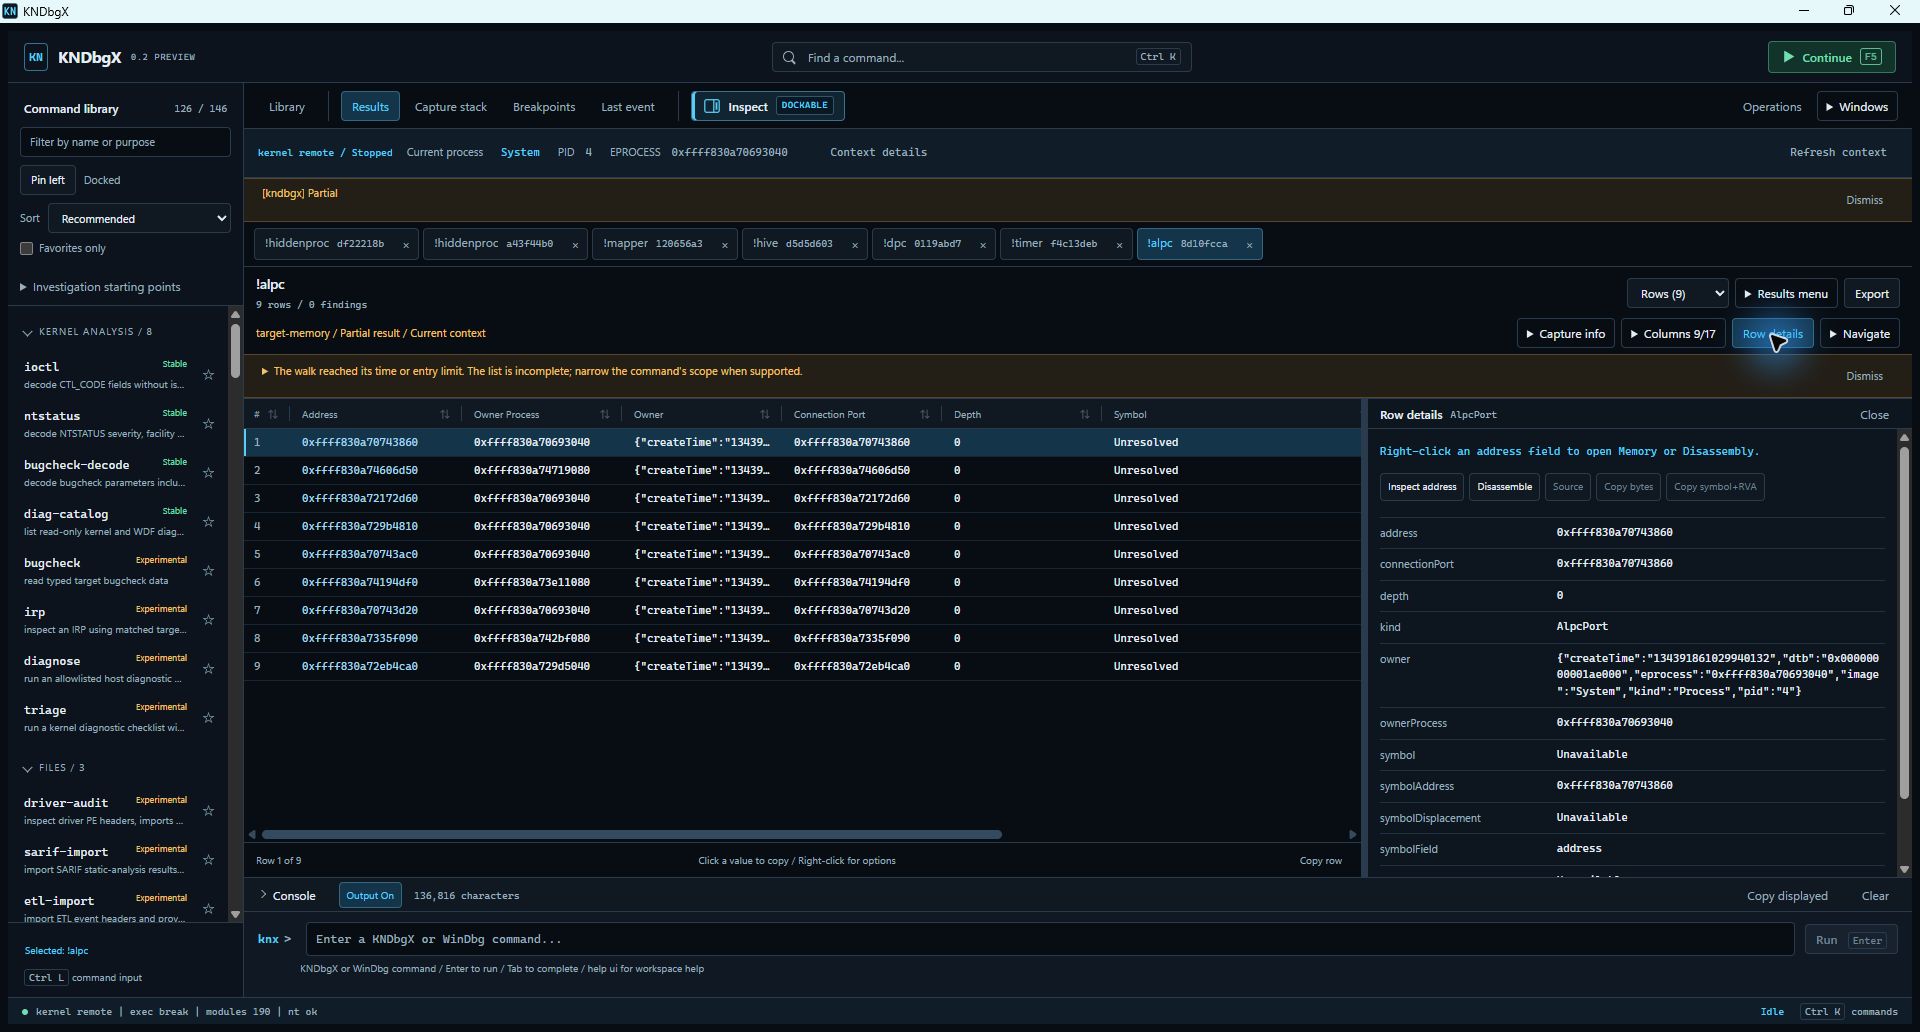 KN KNDbgX
KN KNDbgX 0.2 PREVIEW
Find a command... Ctrl K
Continue F5
Command library 126 / 146
Filter by name or purpose
Pin left Docked
Sort Recommended
Favorites only
Investigation starting points
KERNEL ANALYSIS / 8
ioctl Stable
decode CTL_CODE fields without is...
ntstatus Stable
decode NTSTATUS severity, facility ...
bugcheck-decode Stable
decode bugcheck parameters inclu...
diag-catalog Stable
list read-only kernel and WDF diag...
bugcheck Experimental
read typed target bugcheck data
irp Experimental
inspect an IRP using matched targe...
diagnose Experimental
run an allowlisted host diagnostic ...
triage Experimental
run a kernel diagnostic checklist wi...
FILES / 3
driver-audit Experimental
inspect driver PE headers, imports ...
sarif-import Experimental
import SARIF static-analysis results...
etl-import Experimental
import ETL event headers and prov...
Selected: !alpc
Ctrl L command input
Library Results Capture stack Breakpoints Last event Inspect DOCKABLE Operations Windows
kernel remote / Stopped Current process System PID 4 EPROCESS 0xffff830a70693040 Context details Refresh context
[kndbgx] Partial Dismiss
!hiddenproc df22218b × !hiddenproc a43f44b0 × !mapper 120656a3 × !hive d5d5d603 × !dpc 0119abd7 × !timer f4c13deb × !alpc 8d10fcca ×
!alpc
9 rows / 0 findings
Rows (9) Results menu Export
target-memory / Partial result / Current context
Capture info Columns 9/17 Row details Navigate
The walk reached its time or entry limit. The list is incomplete; narrow the command's scope when supported. Dismiss
# Address Owner Process Owner Connection Port Depth Symbol
1 0xffff830a70743860 0xffff830a70693040 {"createTime":"13439... 0xffff830a70743860 0 Unresolved
2 0xffff830a74606d50 0xffff830a74719080 {"createTime":"13439... 0xffff830a74606d50 0 Unresolved
3 0xffff830a72172d60 0xffff830a70693040 {"createTime":"13439... 0xffff830a72172d60 0 Unresolved
4 0xffff830a729b4810 0xffff830a70693040 {"createTime":"13439... 0xffff830a729b4810 0 Unresolved
5 0xffff830a70743ac0 0xffff830a70693040 {"createTime":"13439... 0xffff830a70743ac0 0 Unresolved
6 0xffff830a74194df0 0xffff830a73e11080 {"createTime":"13439... 0xffff830a74194df0 0 Unresolved
7 0xffff830a70743d20 0xffff830a70693040 {"createTime":"13439... 0xffff830a70743d20 0 Unresolved
8 0xffff830a7335f090 0xffff830a742bf080 {"createTime":"13439... 0xffff830a7335f090 0 Unresolved
9 0xffff830a72eb4ca0 0xffff830a729d5040 {"createTime":"13439... 0xffff830a72eb4ca0 0 Unresolved
Row 1 of 9 Click a value to copy / Right-click for options Copy row
Row details AlpcPort Close
Right-click an address field to open Memory or Disassembly.
Inspect address Disassemble Source Copy bytes Copy symbol+RVA
address 0xffff830a70743860
connectionPort 0xffff830a70743860
depth 0
kind AlpcPort
owner {"createTime":"134391861029940132","dtb":"0x000000
00001ae000","eprocess":"0xffff830a70693040","image
":"System","kind":"Process","pid":"4"}
ownerProcess 0xffff830a70693040
symbol Unavailable
symbolAddress 0xffff830a70743860
symbolDisplacement Unavailable
symbolField address
Console Output On 136,816 characters Copy displayed Clear
knx > Enter a KNDbgX or WinDbg command... Run Enter
KNDbgX or WinDbg command / Enter to run / Tab to complete / help ui for workspace help
kernel remote | exec break | modules 190 | nt ok Idle Ctrl K commands